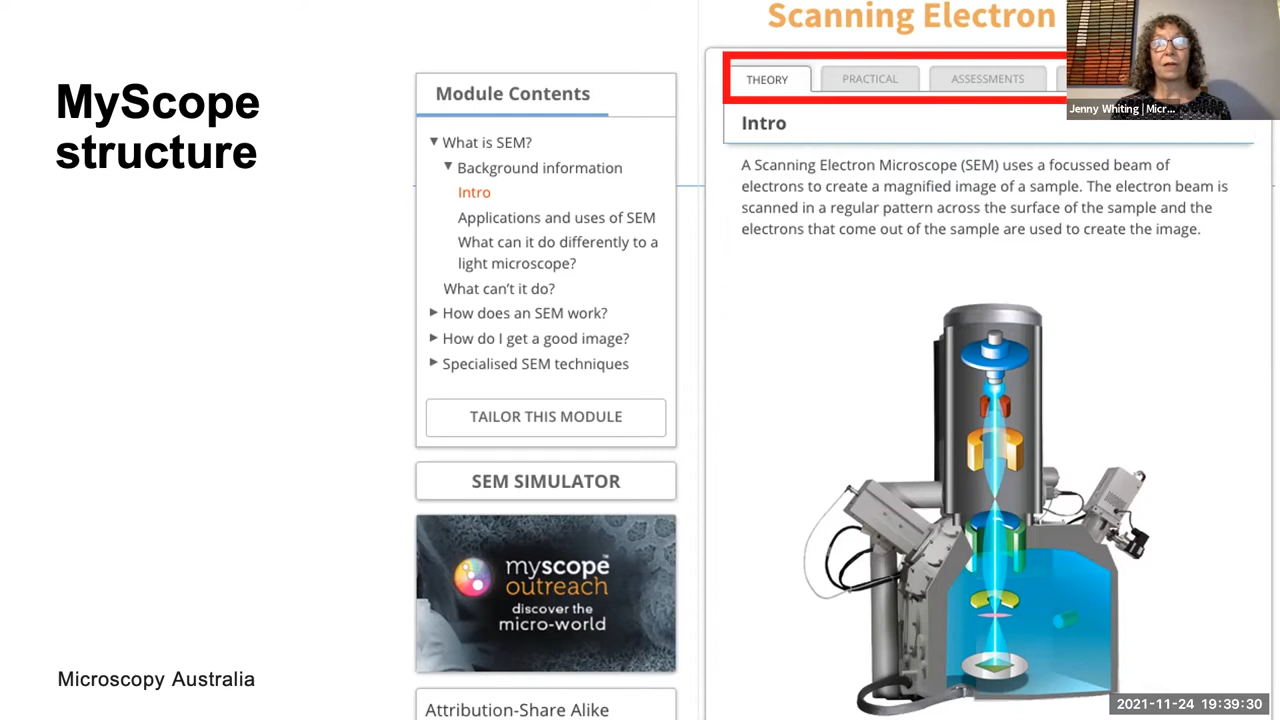 MyScope
structure
Microscopy Australia
Module Contents
What is SEM?
Background information
Intro
Applications and uses of SEM
What can it do differently to a
light microscope?
What can't it do?
How does an SEM work?
How do I get a good image?
Specialised SEM techniques
TAILOR THIS MODULE
SEM SIMULATOR
myscope™
outreach
discover the
micro-world
Attribution-Share Alike
Scanning Electron
THEORY PRACTICAL ASSESSMENTS
Intro
A Scanning Electron Microscope (SEM) uses a focussed beam of
electrons to create a magnified image of a sample. The electron beam is
scanned in a regular pattern across the surface of the sample and the
electrons that come out of the sample are used to create the image.
Jenny Whiting | Micr...
2021-11-24 19:39:30